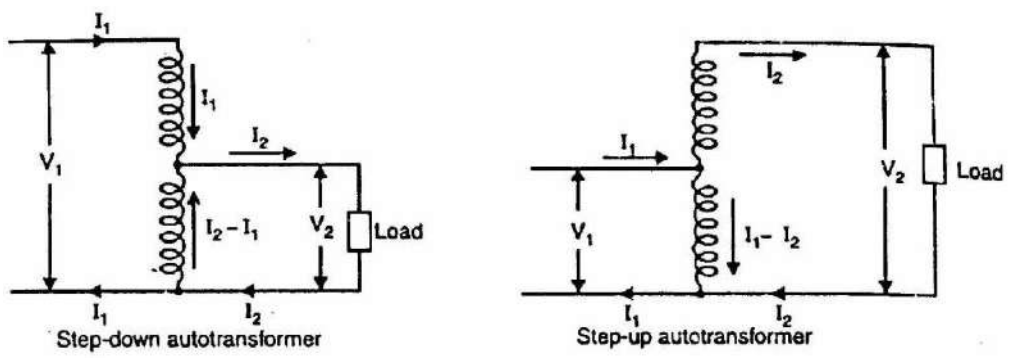 I₁
I₁
V₁
I₂
I₂ – I₁
V₂
Load
I₁
I₂
Step-down autotransformer
I₂
I₁
V₂
Load
V₁
I₁– I₂
I₁
I₂
Step-up autotransformer